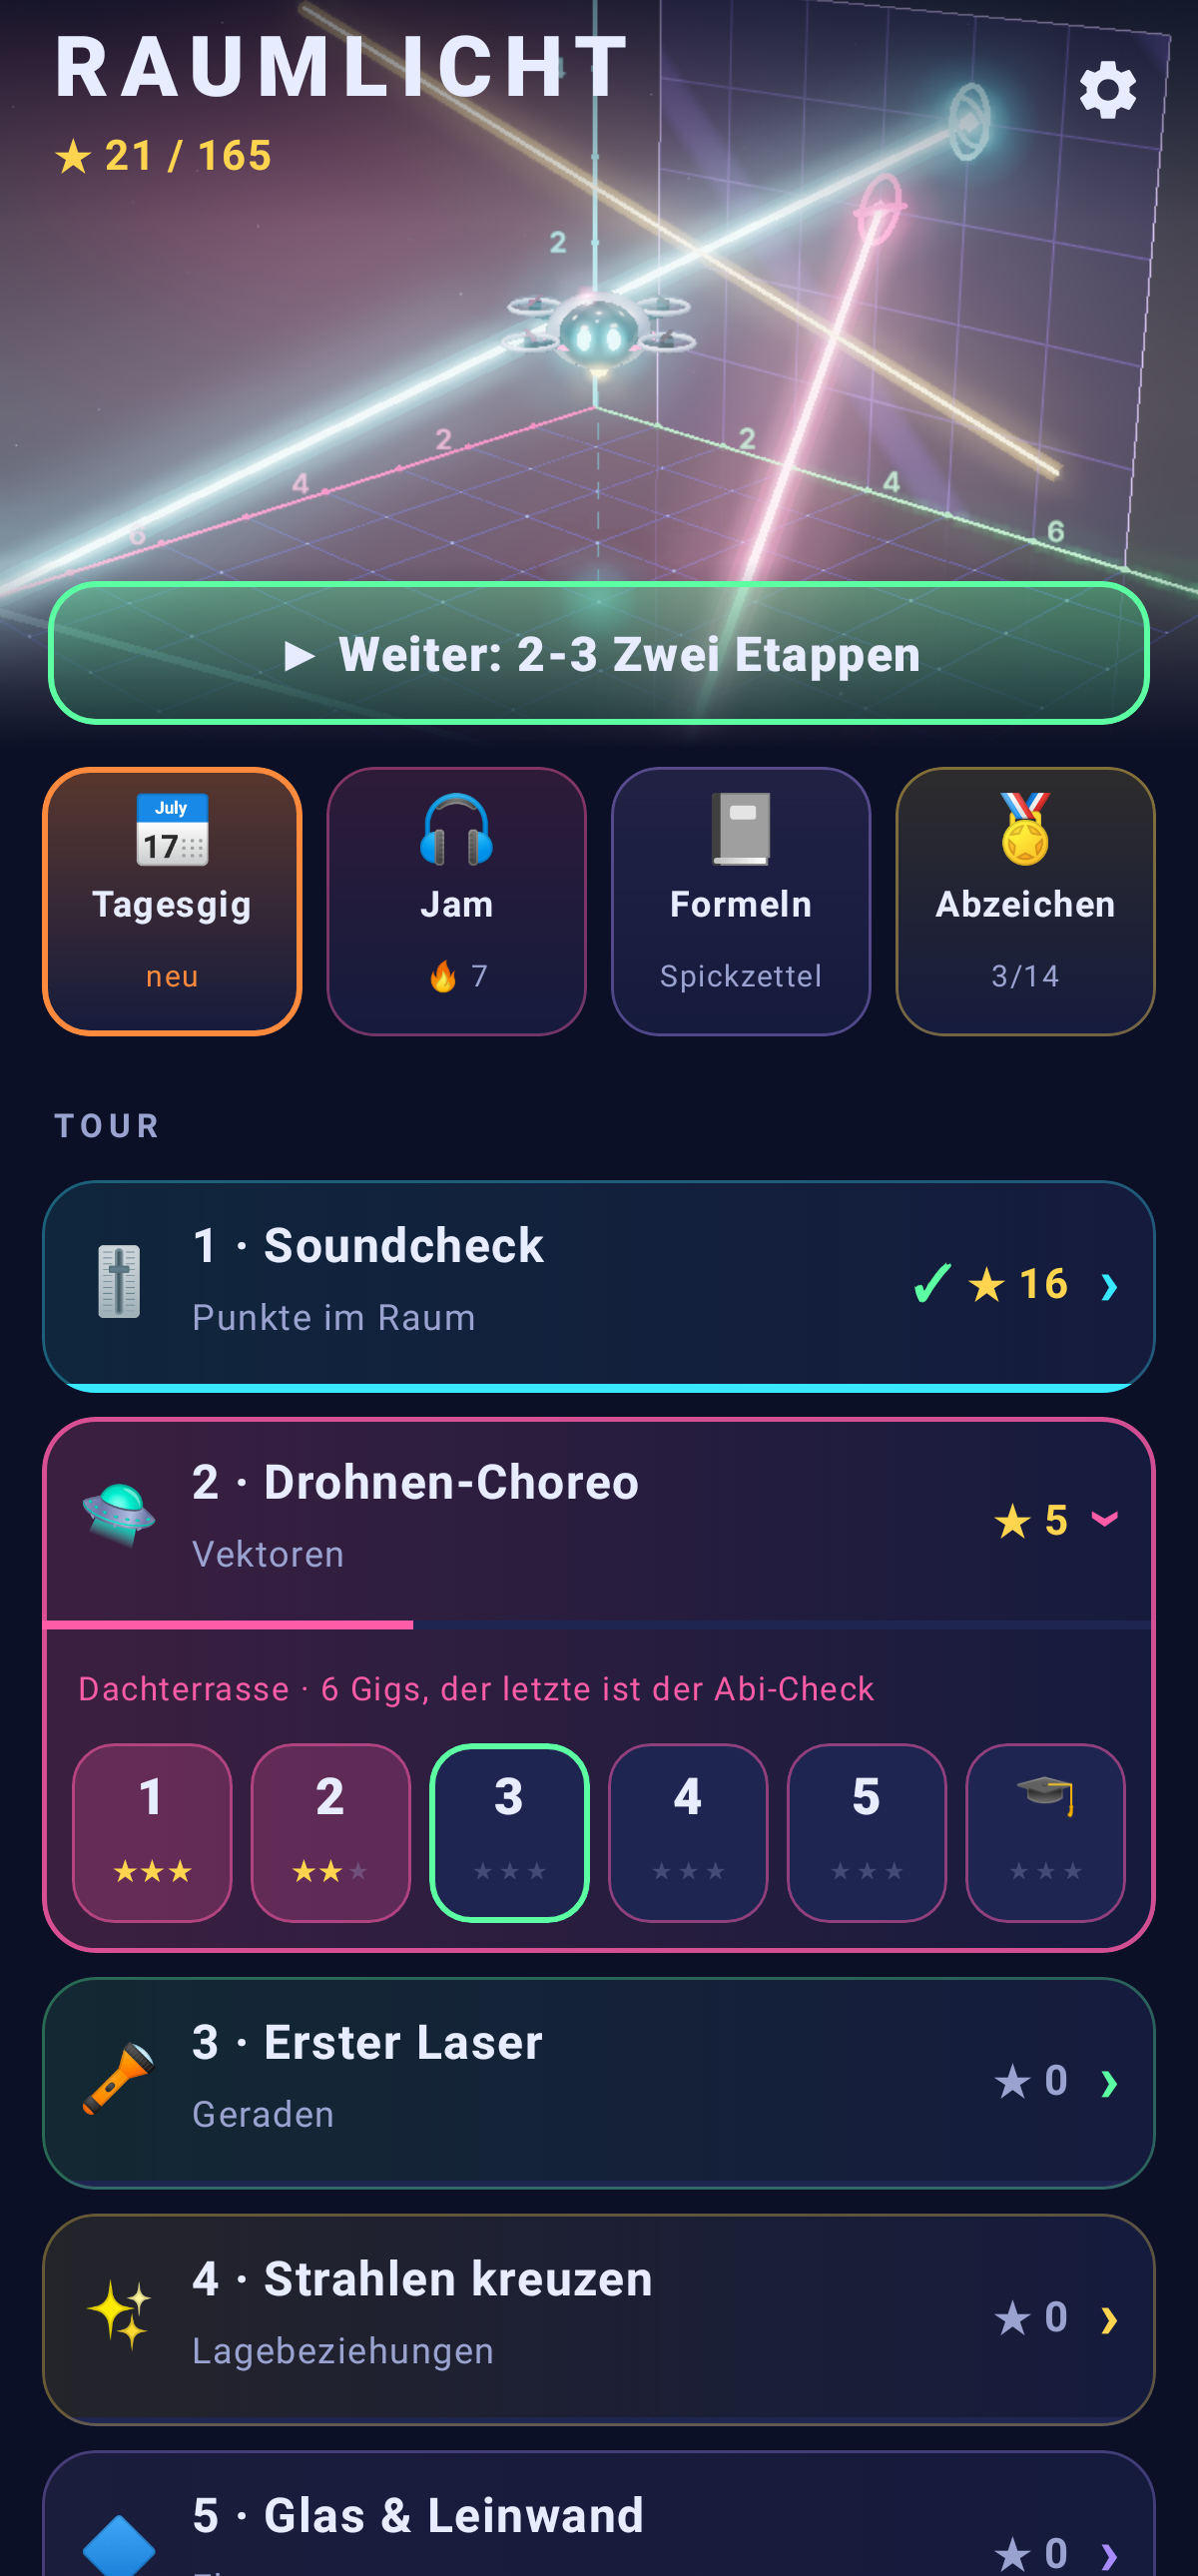 RAUMLICHT
★ 21 / 165
4
2
2
4
6
2
4
6
▶ Weiter: 2-3 Zwei Etappen
July
17
Tagesgig
neu
Jam
🔥 7
Formeln
Spickzettel
Abzeichen
3/14
TOUR
1 · Soundcheck
Punkte im Raum
✓ ★ 16 ›
2 · Drohnen-Choreo
Vektoren
★ 5
Dachterrasse · 6 Gigs, der letzte ist der Abi-Check
1
★★★
2
★★★
3
★★★
4
★★★
5
★★★
🎓
★★★
3 · Erster Laser
Geraden
★ 0 ›
4 · Strahlen kreuzen
Lagebeziehungen
★ 0 ›
5 · Glas & Leinwand
★ 0 ›